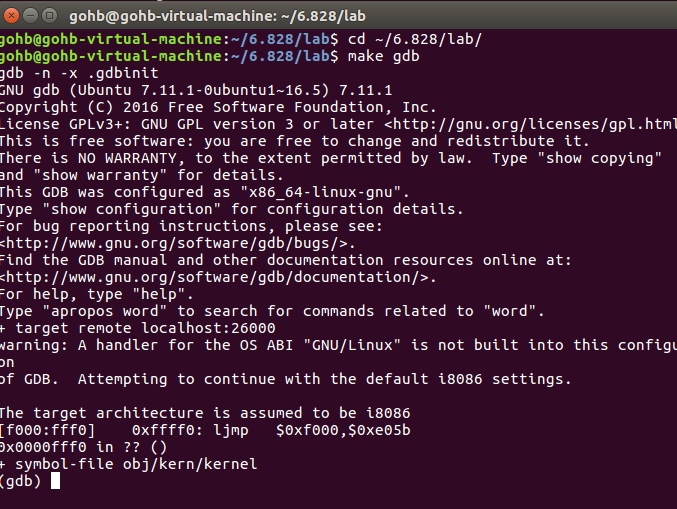 gohb@gohb-virtual-machine: ~/6.828/lab
gohb@gohb-virtual-machine:~/6.828/lab$ cd ~/6.828/lab/
gohb@gohb-virtual-machine:~/6.828/lab$ make gdb
gdb -n -x .gdbinit
GNU gdb (Ubuntu 7.11.1-0ubuntu1~16.5) 7.11.1
Copyright (C) 2016 Free Software Foundation, Inc.
License GPLv3+: GNU GPL version 3 or later <http://gnu.org/licenses/gpl.html
This is free software: you are free to change and redistribute it.
There is NO WARRANTY, to the extent permitted by law.  Type "show copying"
and "show warranty" for details.
This GDB was configured as "x86_64-linux-gnu".
Type "show configuration" for configuration details.
For bug reporting instructions, please see:
<http://www.gnu.org/software/gdb/bugs/>.
Find the GDB manual and other documentation resources online at:
<http://www.gnu.org/software/gdb/documentation/>.
For help, type "help".
Type "apropos word" to search for commands related to "word".
+ target remote localhost:26000
warning: A handler for the OS ABI "GNU/Linux" is not built into this configu
on
of GDB.  Attempting to continue with the default i8086 settings.
The target architecture is assumed to be i8086
[f000:fff0]    0xffff0: ljmp   $0xf000,$0xe05b
0x0000fff0 in ?? ()
+ symbol-file obj/kern/kernel
(gdb)